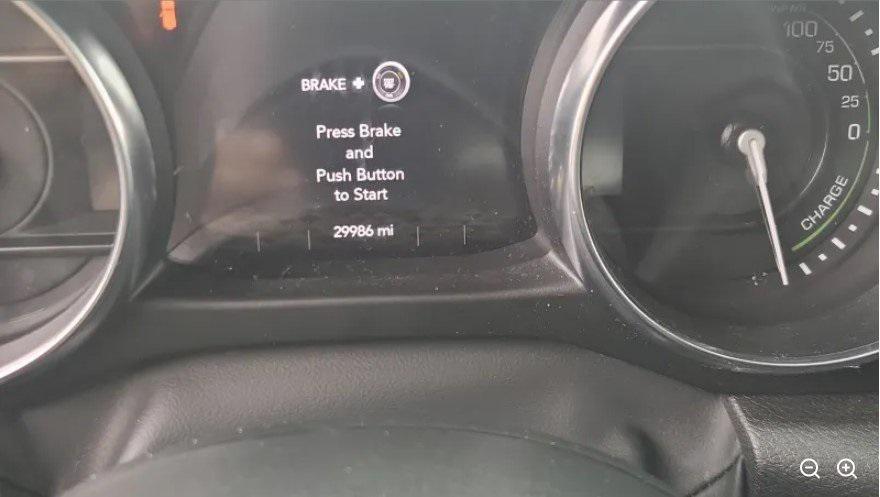 BRAKE +
Press Brake
and
Push Button
to Start
29986 mi
100
75
50
25
0
CHARGE